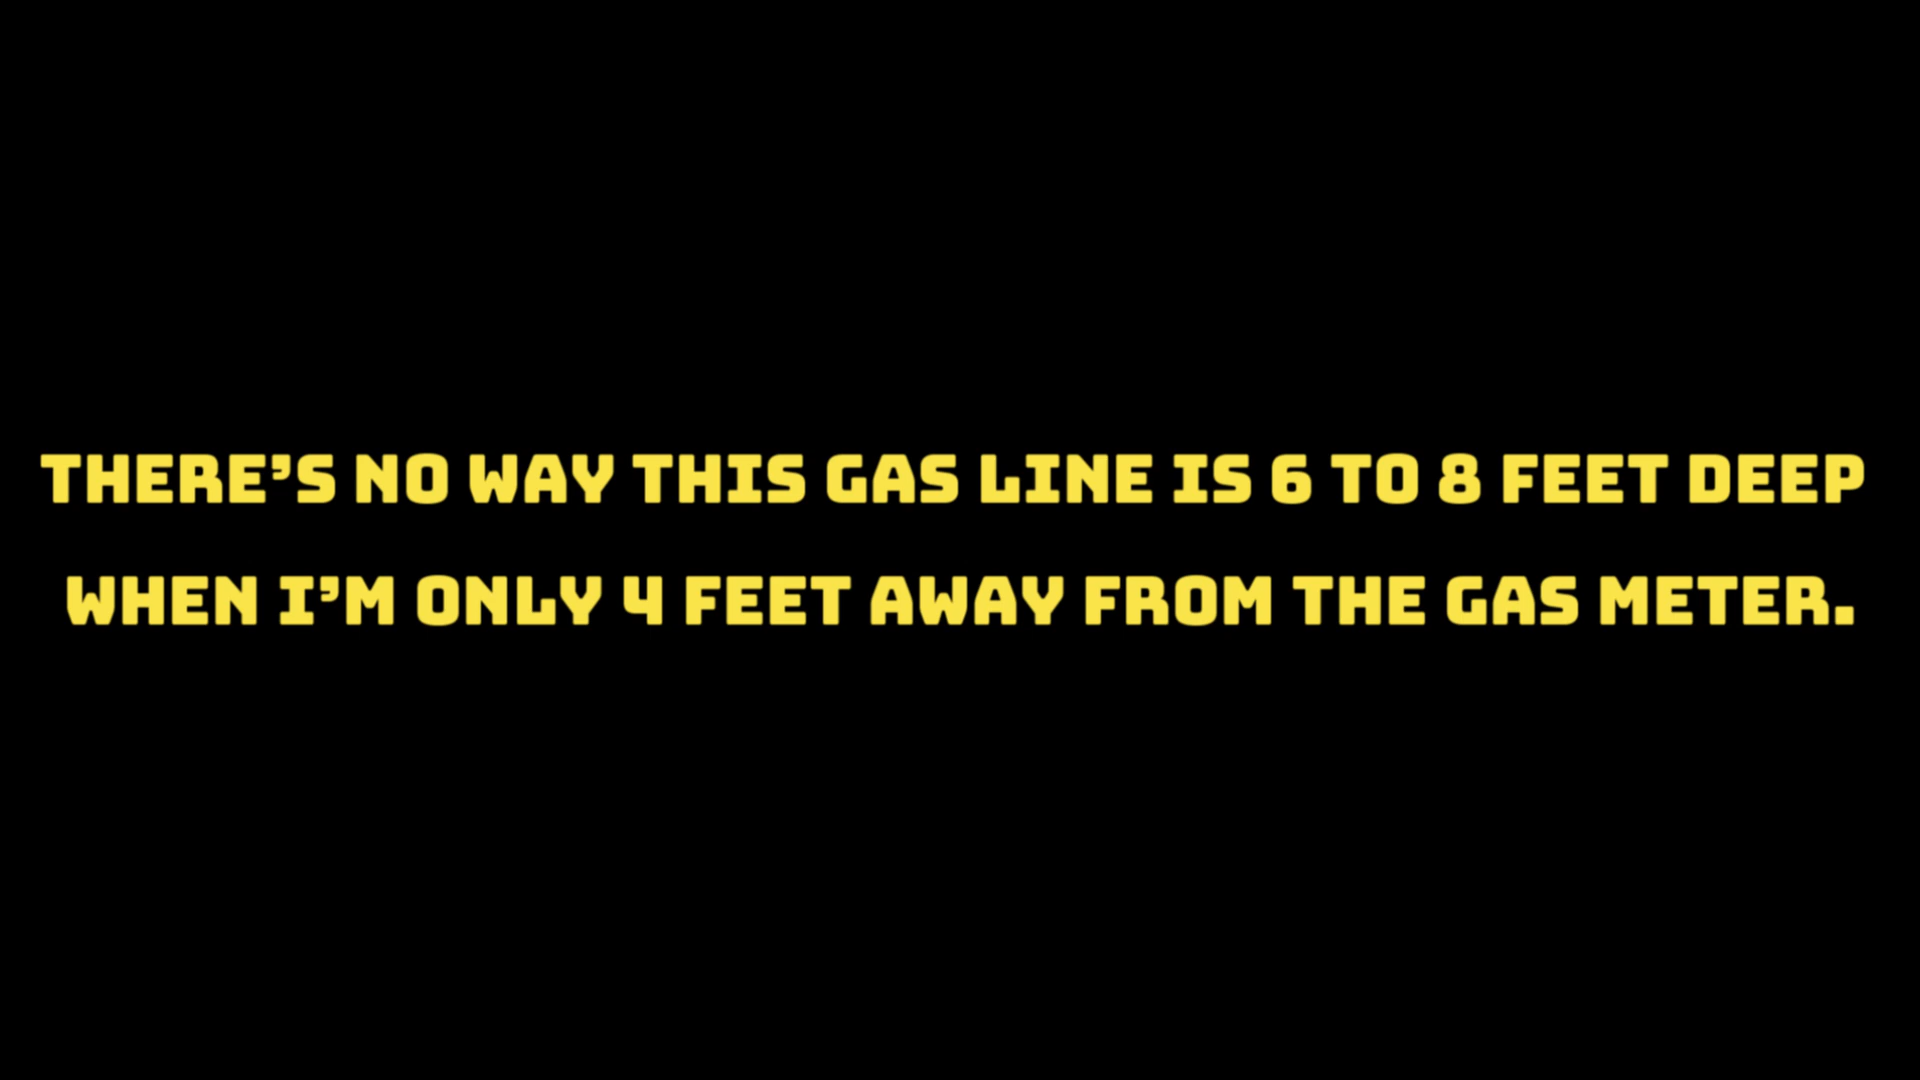 THERE'S NO WAY THIS GAS LINE IS 6 TO 8 FEET DEEP
WHEN I'M ONLY 4 FEET AWAY FROM THE GAS METER.